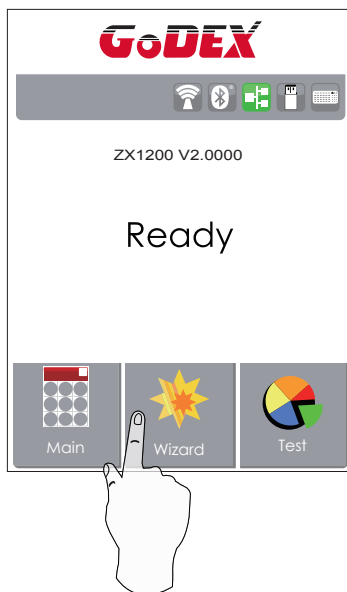 GoDEX
ZX1200 V2.0000
Ready
Main
Wizard
Test